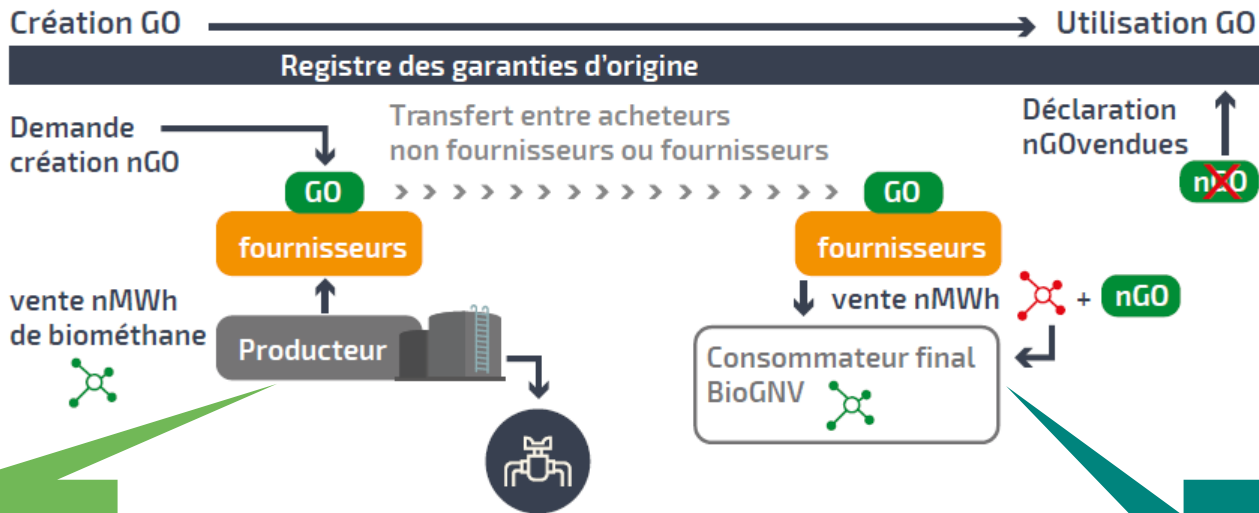 Création GO
Utilisation GO
Registre des garanties d'origine
Demande
création nGO
Transfert entre acheteurs
non fournisseurs ou fournisseurs
Déclaration
nGOvendues
nGO
GO
GO
fournisseurs
fournisseurs
vente nMWh
de biométhane
Producteur
vente nMWh
+ nGO
Consommateur final
BioGNV